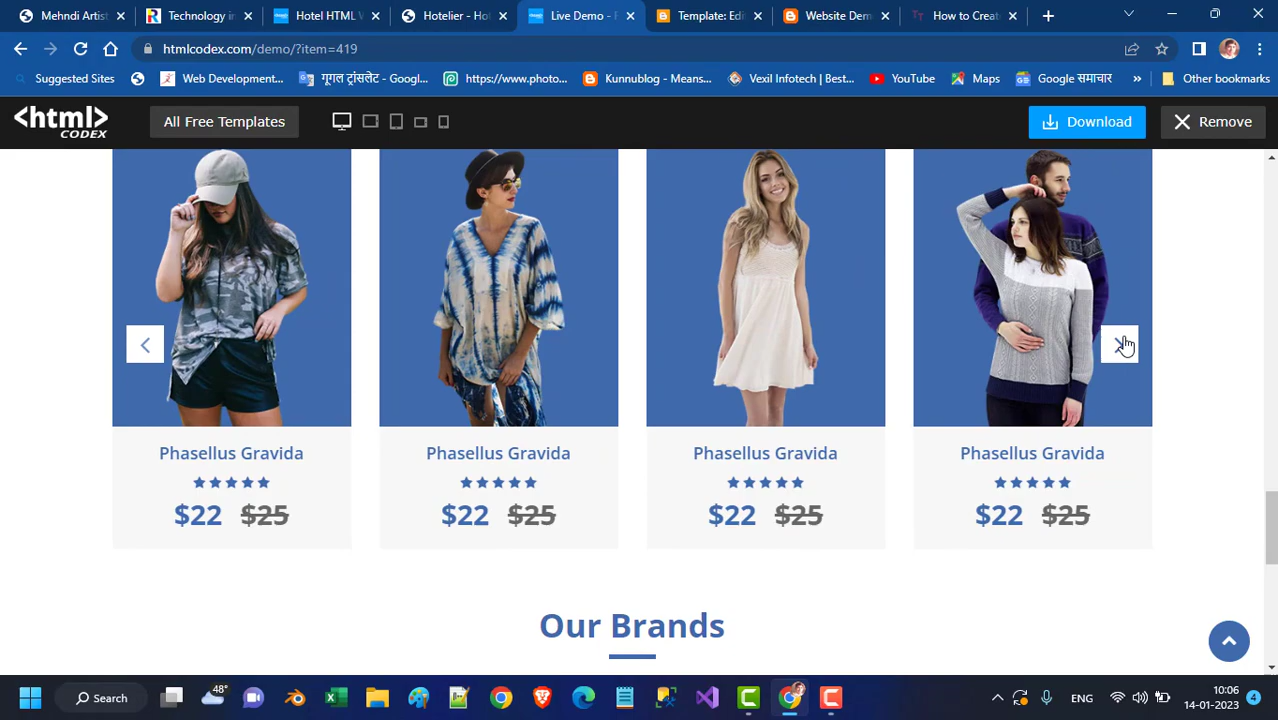 Mehndi Artis
Technology in
Hotel HTML W
Hotelier - Hot
Live Demo - F
Template: Edi
Website Dem
How to Creat
htmlcodex.com/demo/?item=419
Suggested Sites
Web Development...
गूगल ट्रांसलेट - Googl...
https://www.photo...
Kunnublog - Means...
Vexil Infotech | Best...
YouTube
Maps
Google समाचार
»
Other bookmarks
<html>
CODEX
All Free Templates
Download
Remove
Phasellus Gravida
Phasellus Gravida
Phasellus Gravida
Phasellus Gravida
$22 $25
$22 $25
$22 $25
$22 $25
Our Brands
48°
Search
ENG
10:06
14-01-2023
4